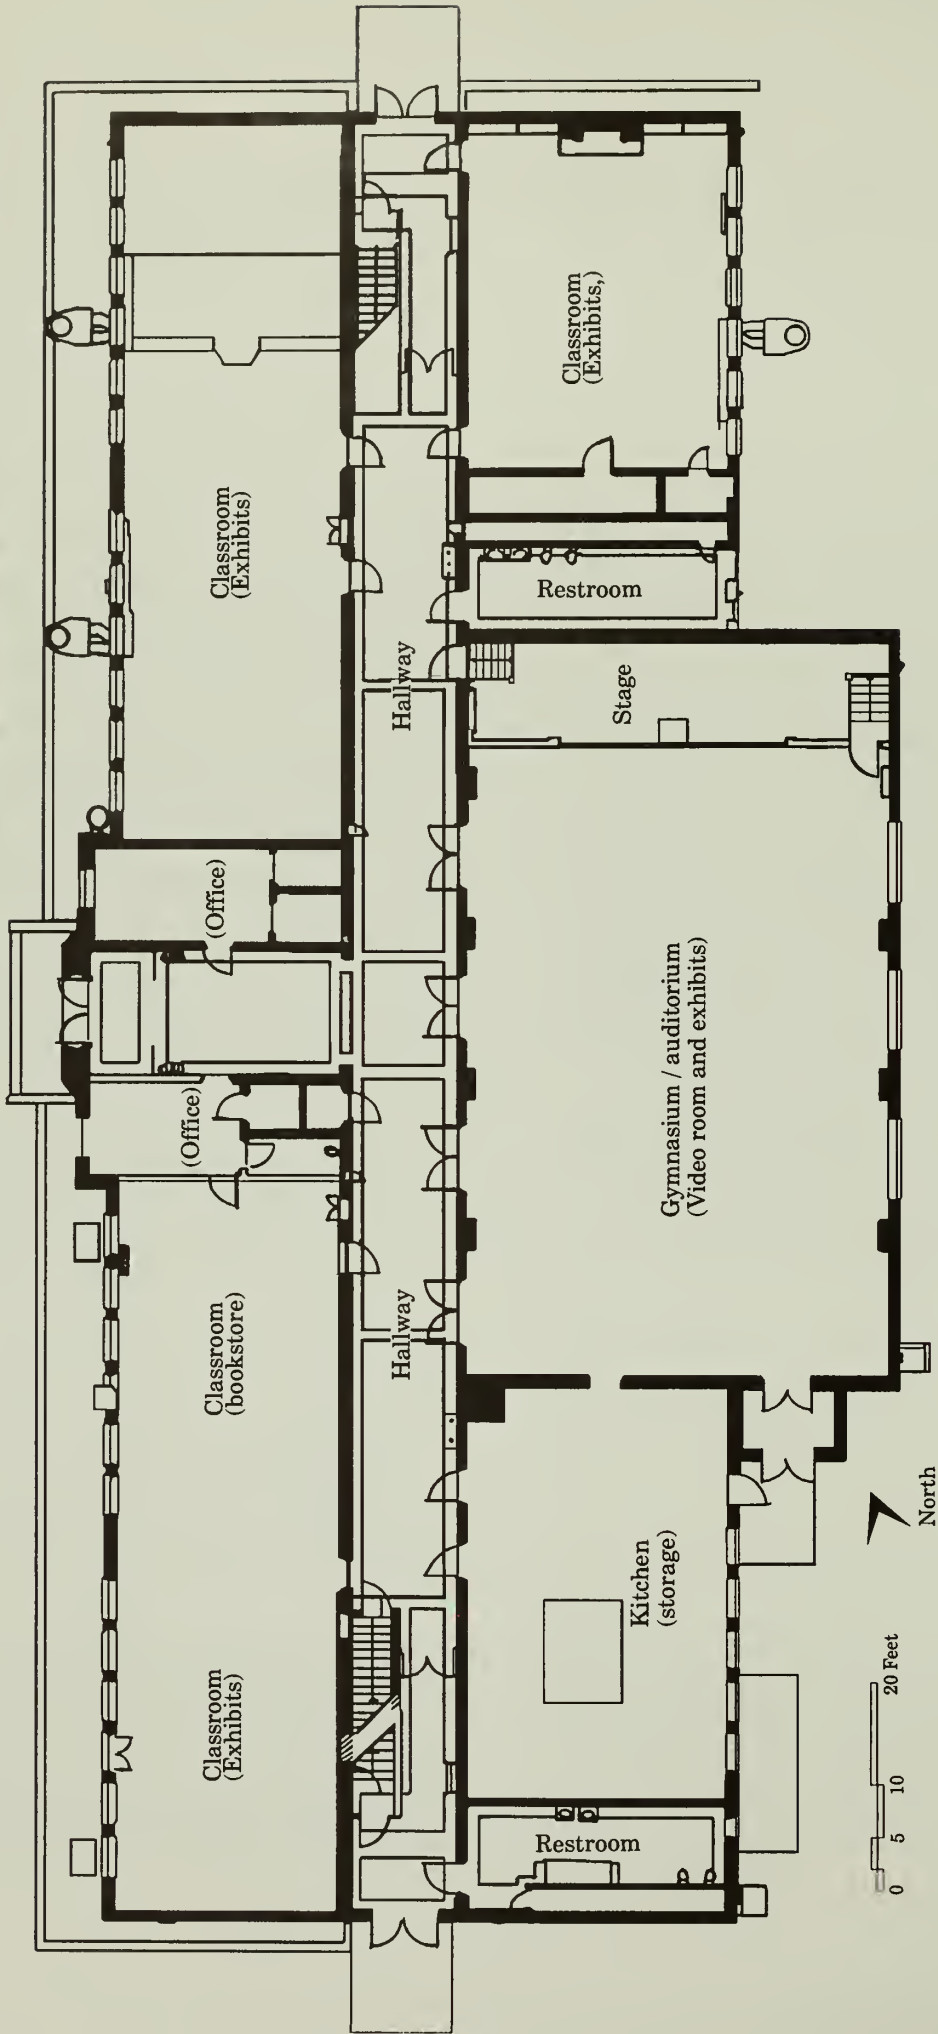 Classroom
(Exhibits)
Classroom
(bookstore)
(Office)
(Office)
Classroom
(Exhibits)
Hallway
Hallway
Restroom
Kitchen
(storage)
Gymnasium / auditorium
(Video room and exhibits)
Stage
Restroom
Classroom
(Exhibits,)
0
5
10
20 Feet
North